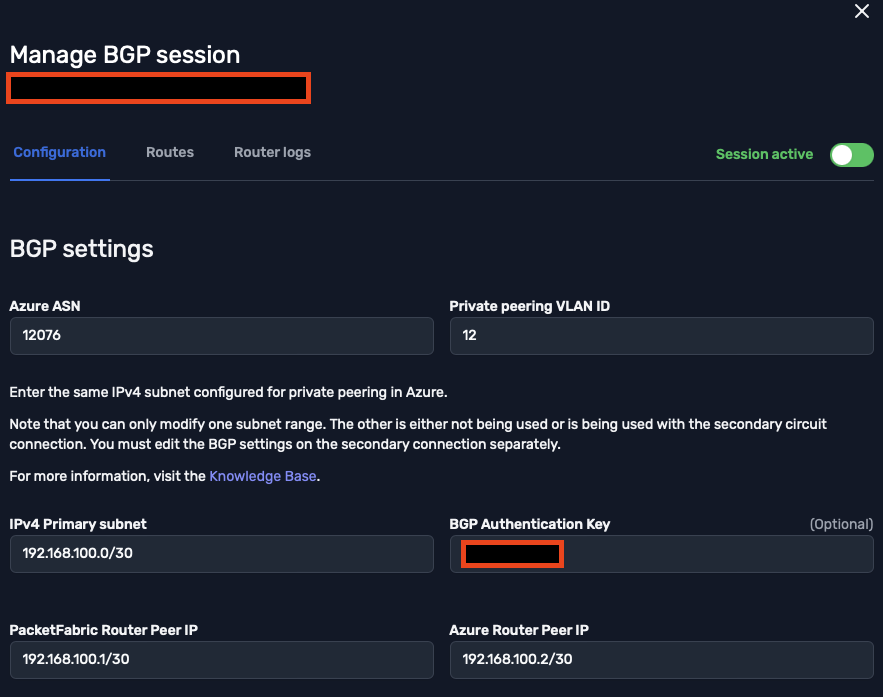 Manage BGP session
Configuration
Routes
Router logs
Session active
BGP settings
Azure ASN
Private peering VLAN ID
12076
12
Enter the same IPv4 subnet configured for private peering in Azure.
Note that you can only modify one subnet range. The other is either not being used or is being used with the secondary circuit
connection. You must edit the BGP settings on the secondary connection separately.
For more information, visit the Knowledge Base.
IPv4 Primary subnet
BGP Authentication Key
(Optional)
192.168.100.0/30
PacketFabric Router Peer IP
Azure Router Peer IP
192.168.100.1/30
192.168.100.2/30